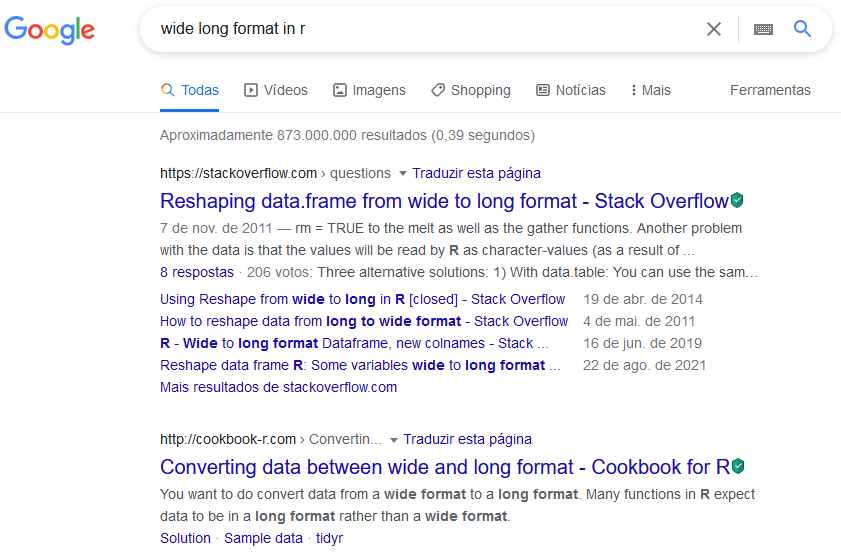 Google
wide long format in r
Todas Vídeos Imagens Shopping Notícias Mais Ferramentas
Aproximadamente 873.000.000 resultados (0,39 segundos)
https://stackoverflow.com › questions Traduzir esta página
Reshaping data.frame from wide to long format - Stack Overflow
7 de nov. de 2011 — rm = TRUE to the melt as well as the gather functions. Another problem
with the data is that the values will be read by R as character-values (as a result of ...
8 respostas · 206 votos: Three alternative solutions: 1) With data.table: You can use the sam…
Using Reshape from wide to long in R [closed] - Stack Overflow 19 de abr. de 2014
How to reshape data from long to wide format - Stack Overflow 4 de mai. de 2011
R - Wide to long format Dataframe, new colnames - Stack ... 16 de jun. de 2019
Reshape data frame R: Some variables wide to long format ... 22 de ago. de 2021
Mais resultados de stackoverflow.com
http://cookbook-r.com › Convertin... Traduzir esta página
Converting data between wide and long format - Cookbook for R
You want to do convert data from a wide format to a long format. Many functions in R expect
data to be in a long format rather than a wide format.
Solution · Sample data · tidyr